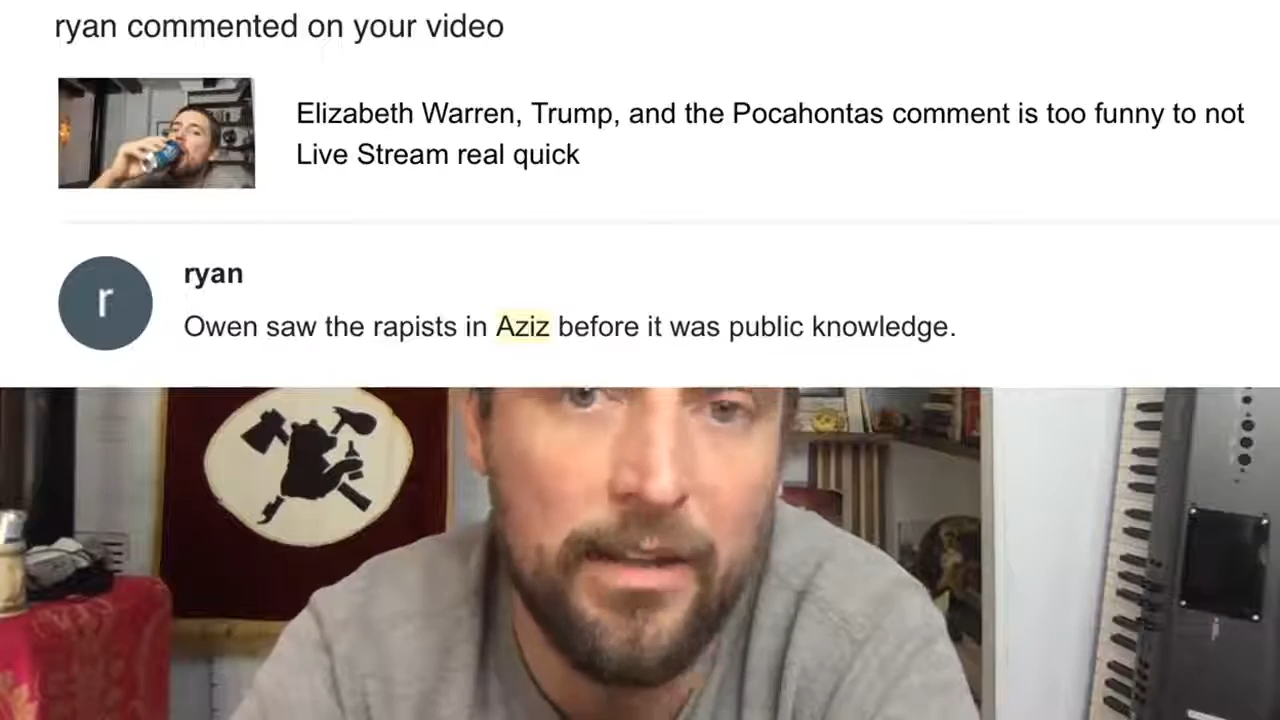 ryan commented on your video
Elizabeth Warren, Trump, and the Pocahontas comment is too funny to not
Live Stream real quick
r
ryan
Owen saw the rapists in Aziz before it was public knowledge.